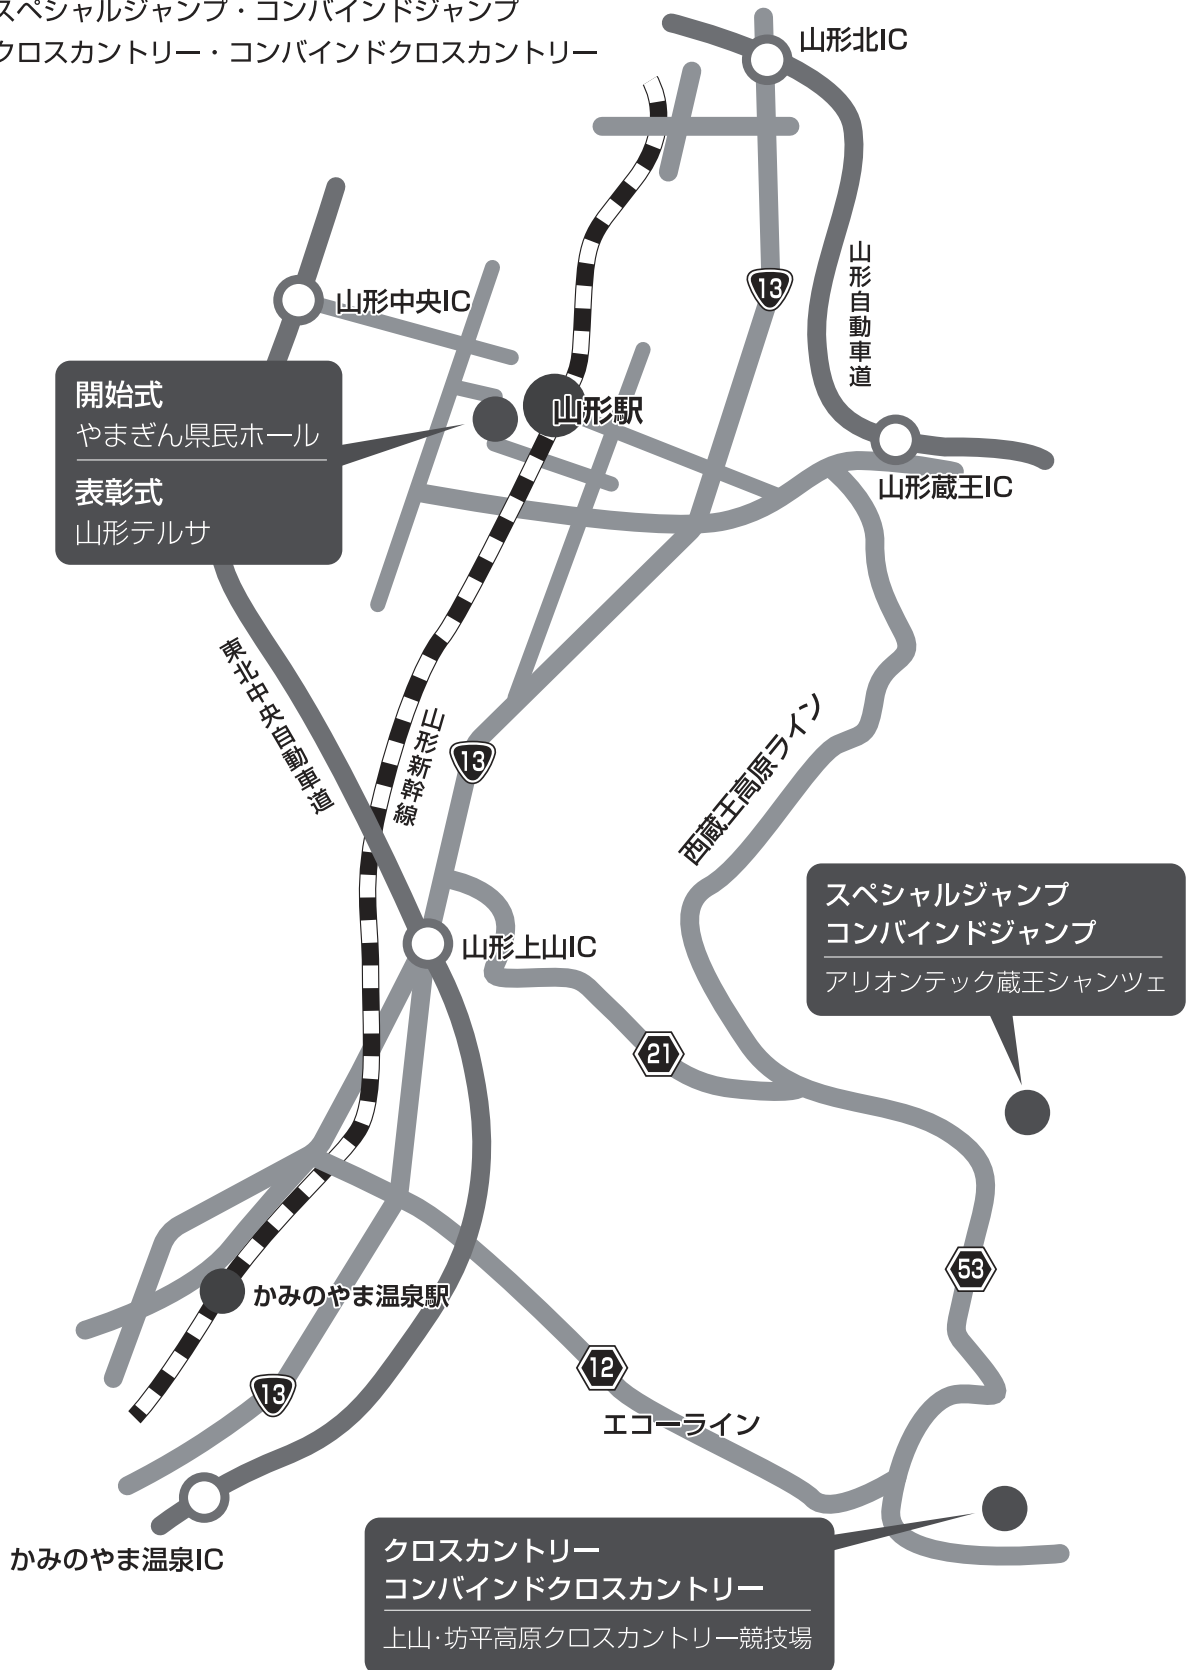 スペシャルジャンプ・コンバインドジャンプ
クロスカントリー・コンバインドクロスカントリー
山形北IC
13
山形自動車道
山形中央IC
開始式
やまぎん県民ホール
表彰式
山形テルサ
山形駅
山形蔵王IC
東北中央自動車道
山形新幹線
13
西蔵王高原ライン
スペシャルジャンプ
コンバインドジャンプ
アリオンテック蔵王シャンツェ
山形上山IC
21
53
かみのやま温泉駅
13
12
エコーライン
かみのやま温泉IC
クロスカントリー
コンバインドクロスカントリー
上山・坊平高原クロスカントリー競技場